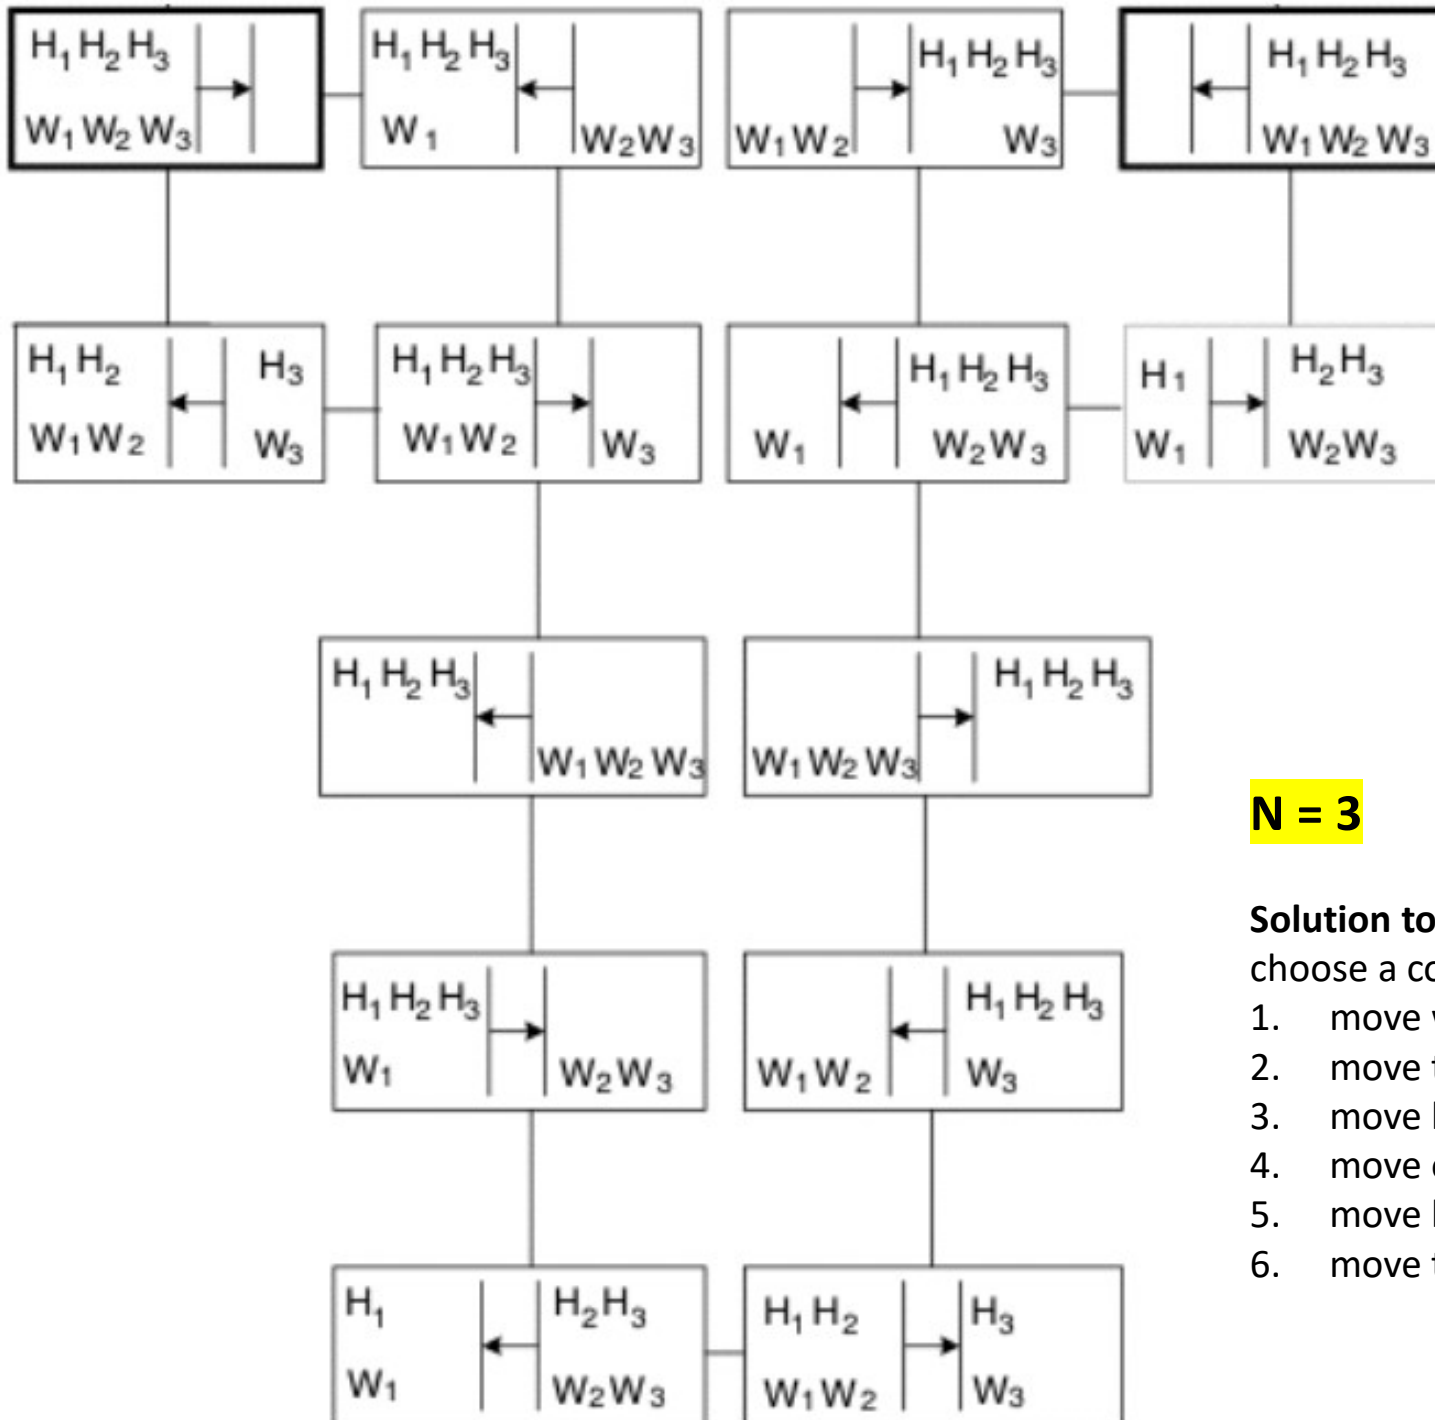 H₁ H₂ H₃
W₁ W₂ W₃
H₁ H₂ H₃
W₁ W₂ W₃
H₁ H₂ H₃
W₁ W₂ W₃
H₁ H₂ H₃
W₁ W₂ W₃
H₁ H₂ H₃
W₁ W₂ W₃
H₁ H₂ H₃
W₁ W₂ W₃
H₁ H₂ H₃
W₁ W₂ W₃
H₁ H₂ H₃
W₁ W₂ W₃
H₁ H₂ H₃
W₁ W₂ W₃
H₁ H₂ H₃
W₁ W₂ W₃
H₁ H₂ H₃
W₁ W₂ W₃
H₁ H₂ H₃
W₁ W₂ W₃
H₁ H₂ H₃
W₁ W₂ W₃
H₁ H₂ H₃
W₁ W₂ W₃
N = 3
Solution to
choose a
1. move
2. move
3. move
4. move
5. move
6. move